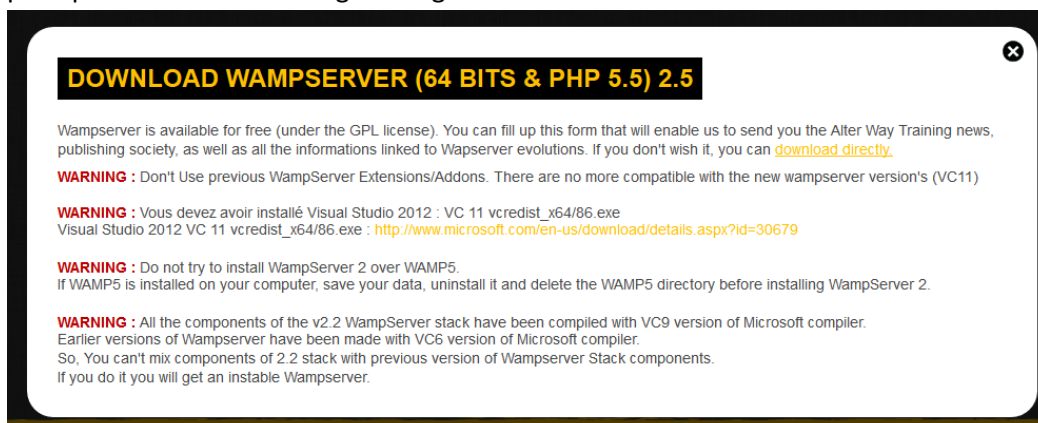 DOWNLOAD WAMPSERVER (64 BITS & PHP 5.5) 2.5
Wampserver is available for free (under the GPL license). You can fill up this form that will enable us to send you the Alter Way Training news,
publishing society, as well as all the informations linked to Wapserver evolutions. If you don't wish it, you can download directly.
WARNING : Don't Use previous WampServer Extensions/Addons. There are no more compatible with the new wampserver version's (VC11)
WARNING : Vous devez avoir installé Visual Studio 2012 : VC 11 vcredist_x64/86.exe
Visual Studio 2012 VC 11 vcredist_x64/86.exe : http://www.microsoft.com/en-us/download/details.aspx?id=30679
WARNING : Do not try to install WampServer 2 over WAMP5.
If WAMP5 is installed on your computer, save your data, uninstall it and delete the WAMP5 directory before installing WampServer 2.
WARNING : All the components of the v2.2 WampServer stack have been compiled with VC9 version of Microsoft compiler.
Earlier versions of Wampserver have been made with VC6 version of Microsoft compiler.
So, You can't mix components of 2.2 stack with previous version of Wampserver Stack components.
If you do it you will get an instable Wampserver.